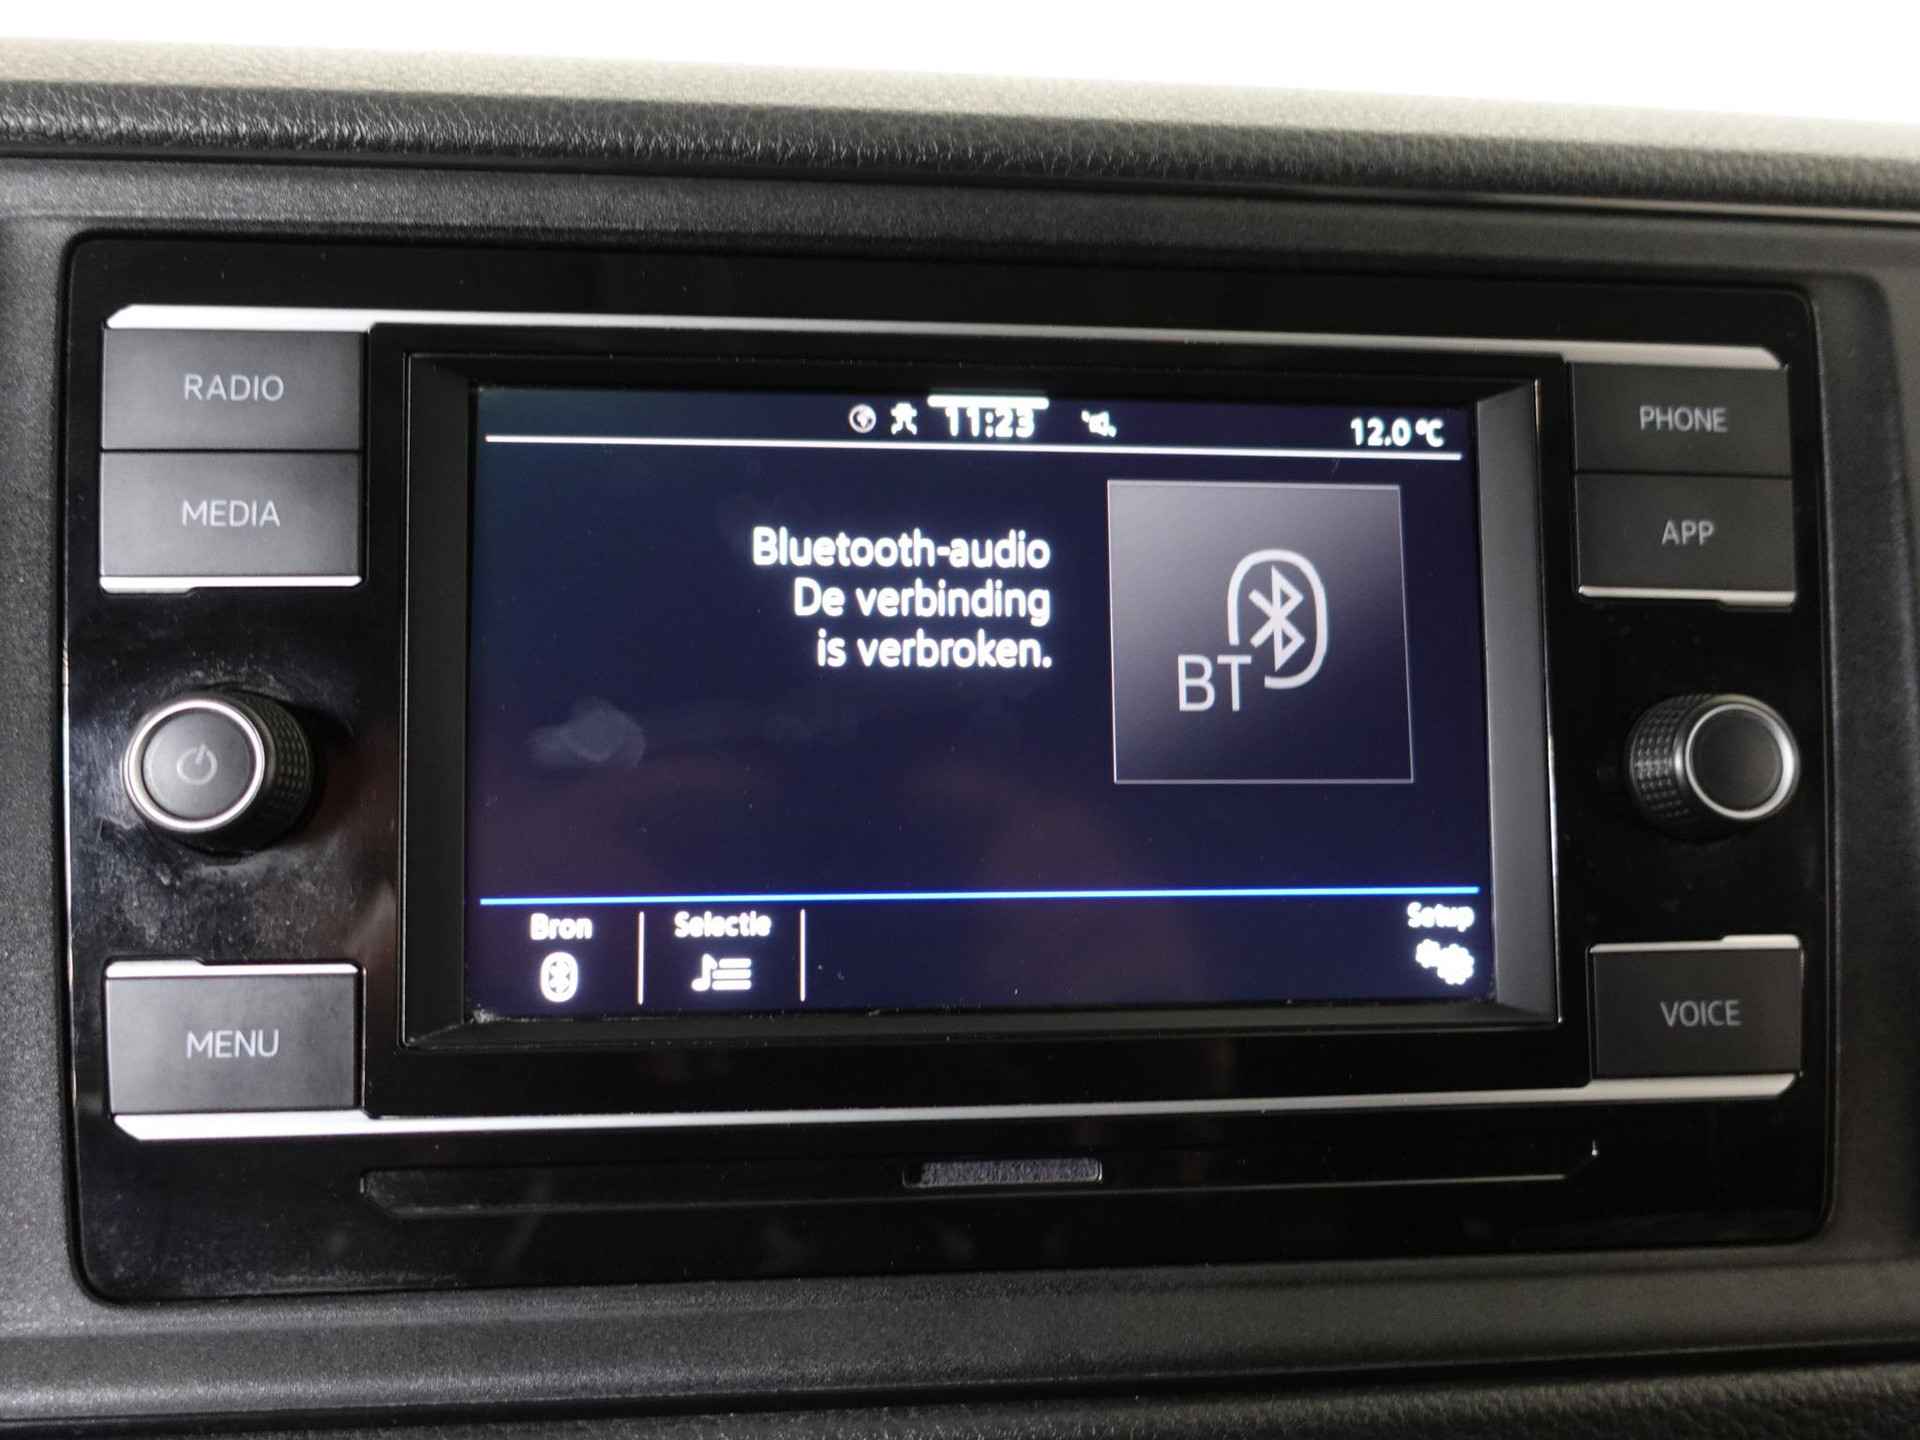 RADIO
MEDIA
MENU
11:23
12.0 °C
Bluetooth-audio
De verbinding
is verbroken.
BT
Bron
Selectie
Setup
PHONE
APP
VOICE